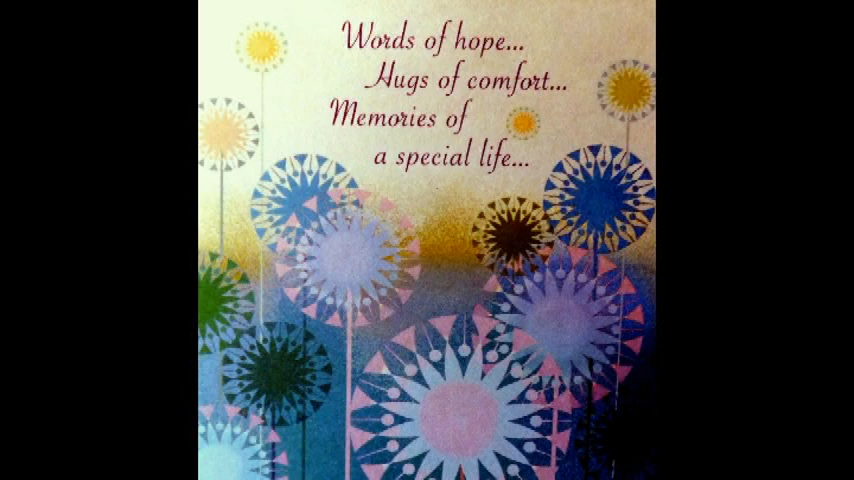 Words of hope...
Hugs of comfort...
Memories of
a special life...